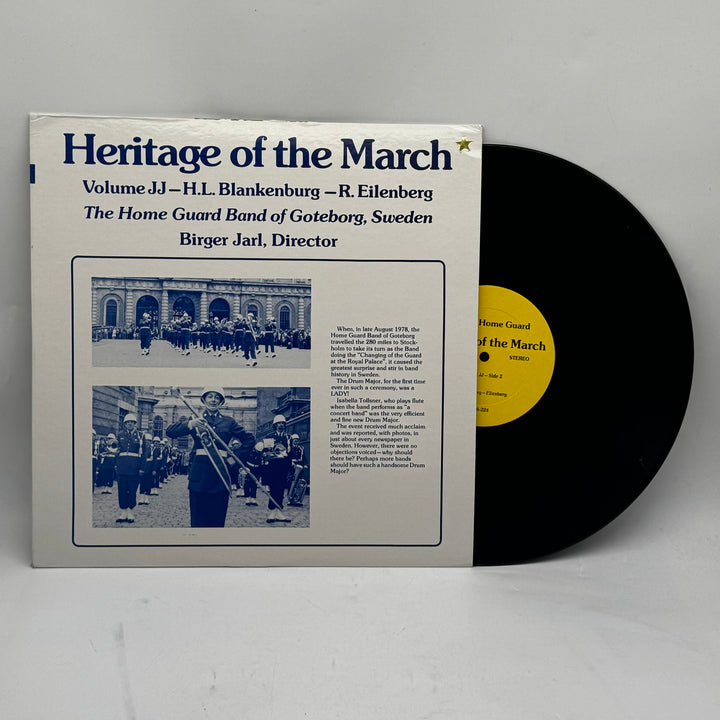 Heritage of the March
Volume JJ—H.L. Blankenburg—R. Eilenberg
The Home Guard Band of Goteborg, Sweden
Birger Jarl, Director
When, in late August 1978, the
Home Guard Band of Goteborg
travelled the 280 miles to Stock-
holm to take its turn as the Band
doing the "Changing of the Guard
at the Royal Palace", it caused the
greatest surprise and stir in band
history in Sweden.
The Drum Major, for the first time
ever in such a ceremony, was a
LADY!
Isabella Tollsner, who plays flute
when the band performs as "a
concert band" was the very efficient
and fine new Drum Major.
The event received much acclaim
and was reported, with photos, in
just about every newspaper in
Sweden. However, there were no
objections voiced—why should
there be? Perhaps more bands
should have such a handsome Drum
Major?
Home Guard
of the March
STEREO
JJ—Side 2
Eilenberg